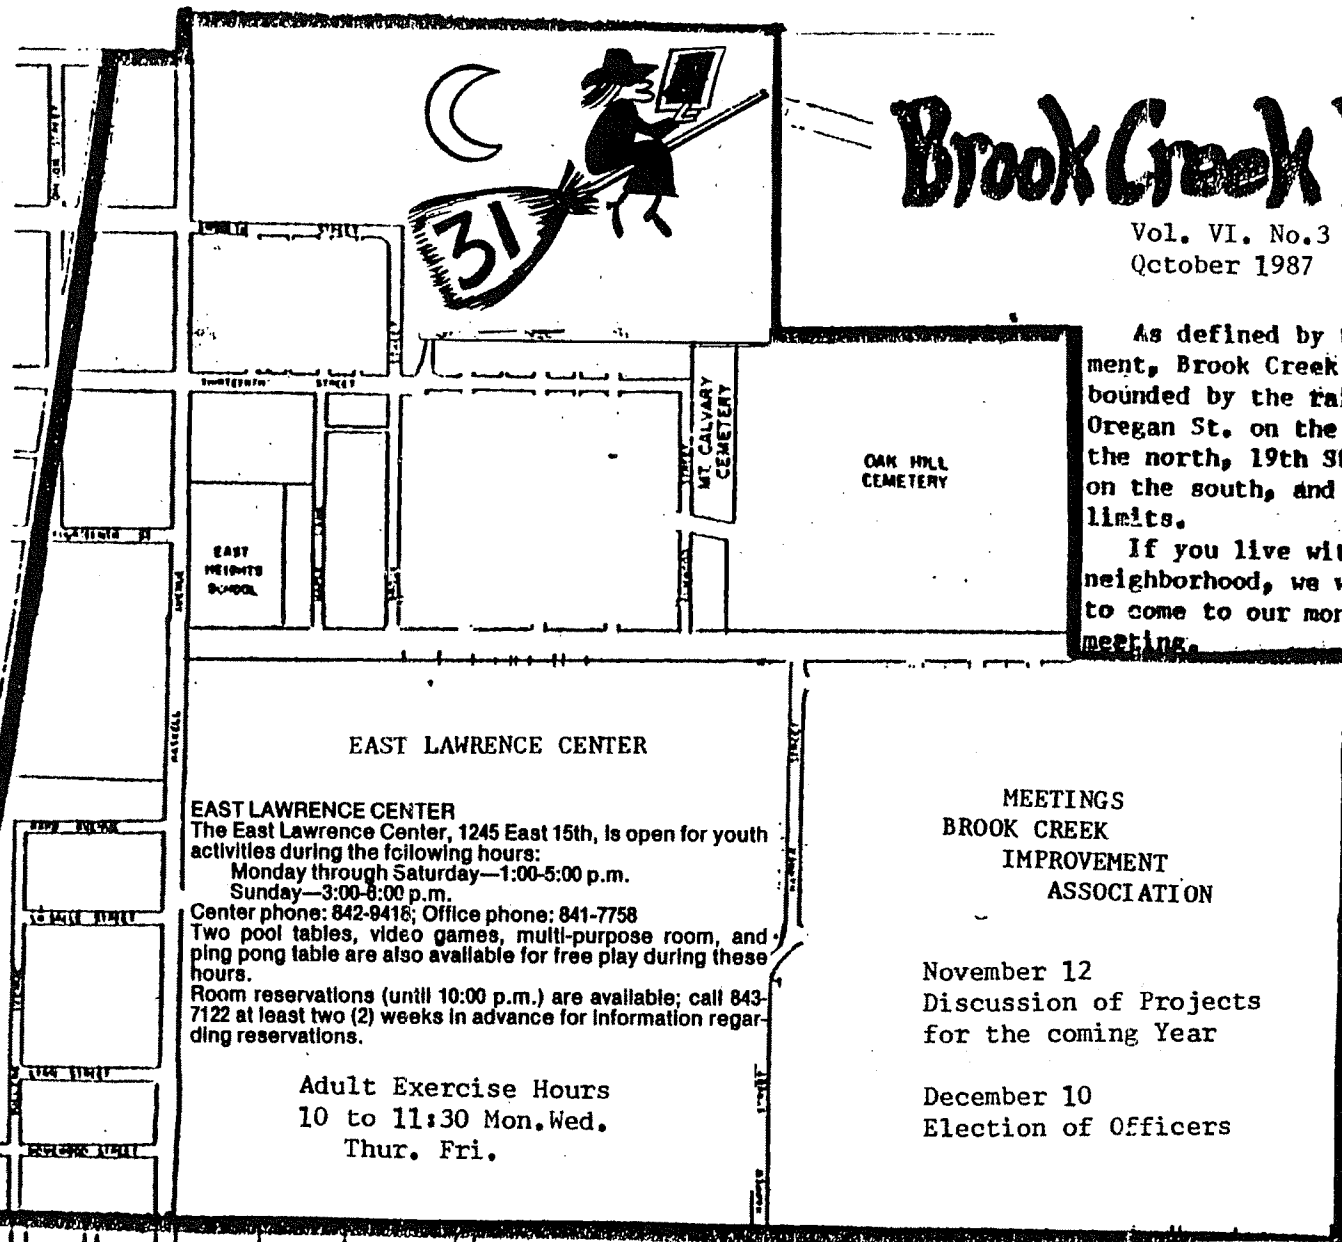 31
Brook Creek
Vol. VI. No.3
October 1987
As defined by
ment, Brook Creek
bounded by the
Oregan St. on the
the north, 19th
on the south, and
limits.
If you live
neighborhood, we
to come to our
meeting.
STREET
THIRTEENTH STREET
MT. CALVARY
CEMETERY
OAK HILL
CEMETERY
EAST
HEIGHTS
SCHOOL
HASKELL
AVENUE
EAST LAWRENCE CENTER
EAST LAWRENCE CENTER
The East Lawrence Center, 1245 East 15th, is open for youth
activities during the following hours:
Monday through Saturday—1:00-5:00 p.m.
Sunday—3:00-6:00 p.m.
Center phone: 842-9418; Office phone: 841-7758
Two pool tables, video games, multi-purpose room, and
ping pong table are also available for free play during these
hours.
Room reservations (until 10:00 p.m.) are available; call 843-
7122 at least two (2) weeks in advance for information regar-
ding reservations.
Adult Exercise Hours
10 to 11:30 Mon.Wed.
Thur. Fri.
MEETINGS
BROOK CREEK
IMPROVEMENT
ASSOCIATION
November 12
Discussion of Projects
for the coming Year
December 10
Election of Officers